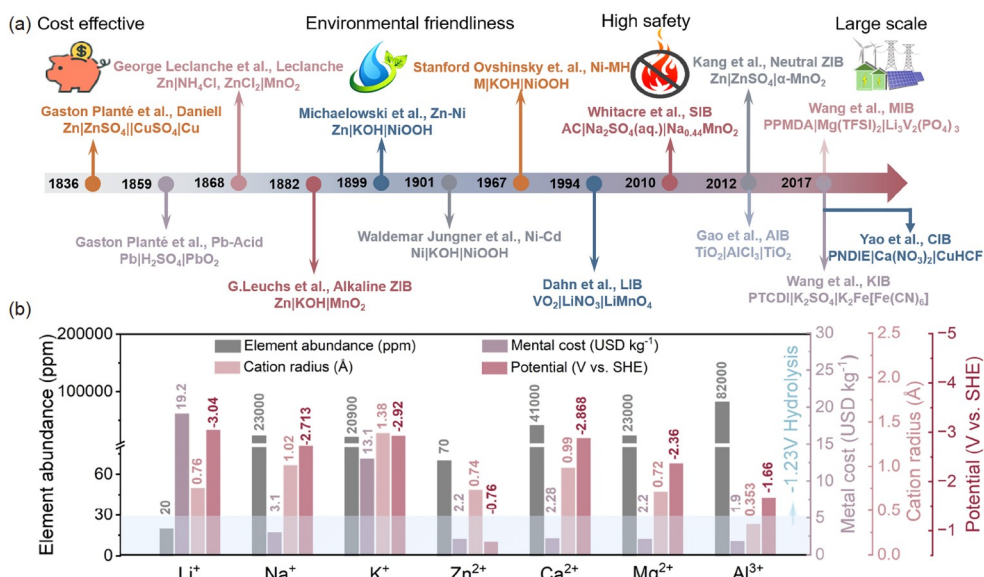 (a) Cost effective Environmental friendliness High safety Large scale
George Leclanche et al., Leclanche
Zn|NH₄Cl, ZnCl₂|MnO₂
Stanford Ovshinsky et. al., Ni-MH
M|KOH|NiOOH
Kang et al., Neutral ZIB
Zn|ZnSO₄|α-MnO₂
Gaston Planté et al., Daniell
Zn|ZnSO₄||CuSO₄|Cu
Michaelowski et al., Zn-Ni
Zn|KOH|NiOOH
Whitacre et al., SIB
AC|Na₂SO₄(aq.)|Na₀.₄₄MnO₂
Wang et al., MIB
PPMDA|Mg(TFSI)₂|Li₃V₂(PO₄)₃
1836 1859 1868 1882 1899 1901 1967 1994 2010 2012 2017
Gaston Planté et al., Pb-Acid
Pb|H₂SO₄|PbO₂
Waldemar Jungner et al., Ni-Cd
Ni|KOH|NiOOH
Gao et al., AIB
TiO₂|AlCl₃|TiO₂
Yao et al., CIB
PNDIE|Ca(NO₃)₂|CuHCF
G.Leuchs et al., Alkaline ZIB
Zn|KOH|MnO₂
Dahn et al., LIB
VO₂|LiNO₃|LiMnO₄
Wang et al., KIB
PTCDI|K₂SO₄|K₂Fe[Fe(CN)₆]
(b)
Element abundance (ppm)
200000
100000
60
30
0
Element abundance (ppm) Mental cost (USD kg⁻¹)
Cation radius (Å) Potential (V vs. SHE)
20 19.2 0.76 -3.04
23000 3.1 1.02 -2.713
20900 13.1 1.38 -2.92
70 2.2 0.74 -0.76
41000 2.28 0.99 -2.868
23000 2.2 0.72 -2.36
82000 1.9 0.353 -1.66
-1.23V Hydrolysis
30
25
20
15
10
5
0
Metal cost (USD kg⁻¹)
2.5
2.0
1.5
1.0
0.5
0.0
Cation radius (Å)
-5
-4
-3
-2
-1
Potential (V vs. SHE)
Li⁺ Na⁺ K⁺ Zn²⁺ Ca²⁺ Mg²⁺ Al³⁺